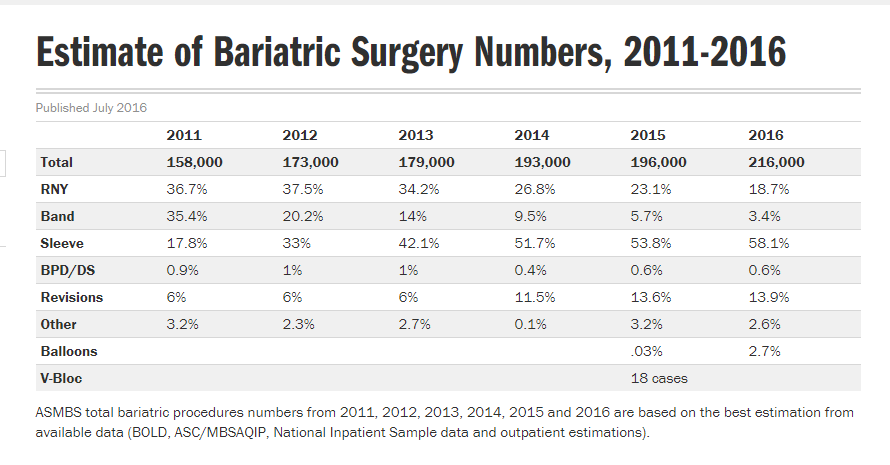 Estimate of Bariatric Surgery Numbers, 2011-2016
Published July 2016
2011 2012 2013 2014 2015 2016
Total 158,000 173,000 179,000 193,000 196,000 216,000
RNY 36.7% 37.5% 34.2% 26.8% 23.1% 18.7%
Band 35.4% 20.2% 14% 9.5% 5.7% 3.4%
Sleeve 17.8% 33% 42.1% 51.7% 53.8% 58.1%
BPD/DS 0.9% 1% 1% 0.4% 0.6% 0.6%
Revisions 6% 6% 6% 11.5% 13.6% 13.9%
Other 3.2% 2.3% 2.7% 0.1% 3.2% 2.6%
Balloons .03% 2.7%
V-Bloc 18 cases
ASMBS total bariatric procedures numbers from 2011, 2012, 2013, 2014, 2015 and 2016 are based on the best estimation from
available data (BOLD, ASC/MBSAQIP, National Inpatient Sample data and outpatient estimations).